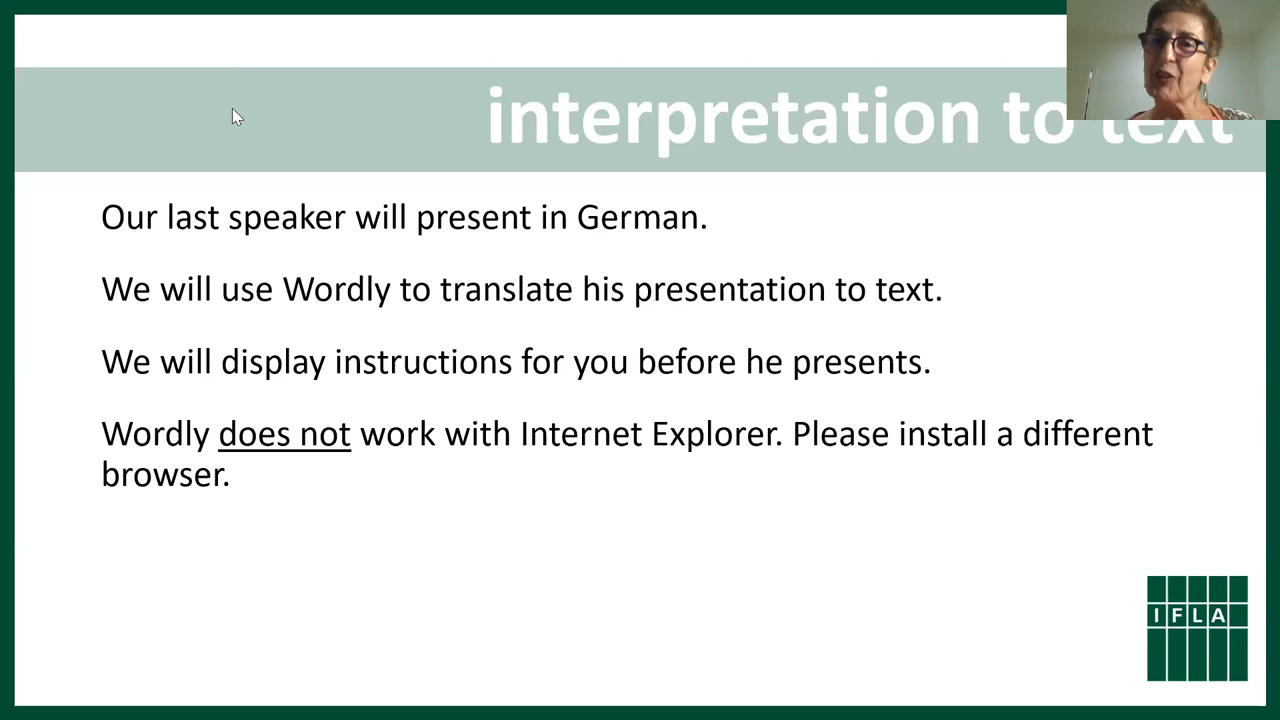 interpretation to text
Our last speaker will present in German.
We will use Wordly to translate his presentation to text.
We will display instructions for you before he presents.
Wordly does not work with Internet Explorer. Please install a different
browser.
IFLA